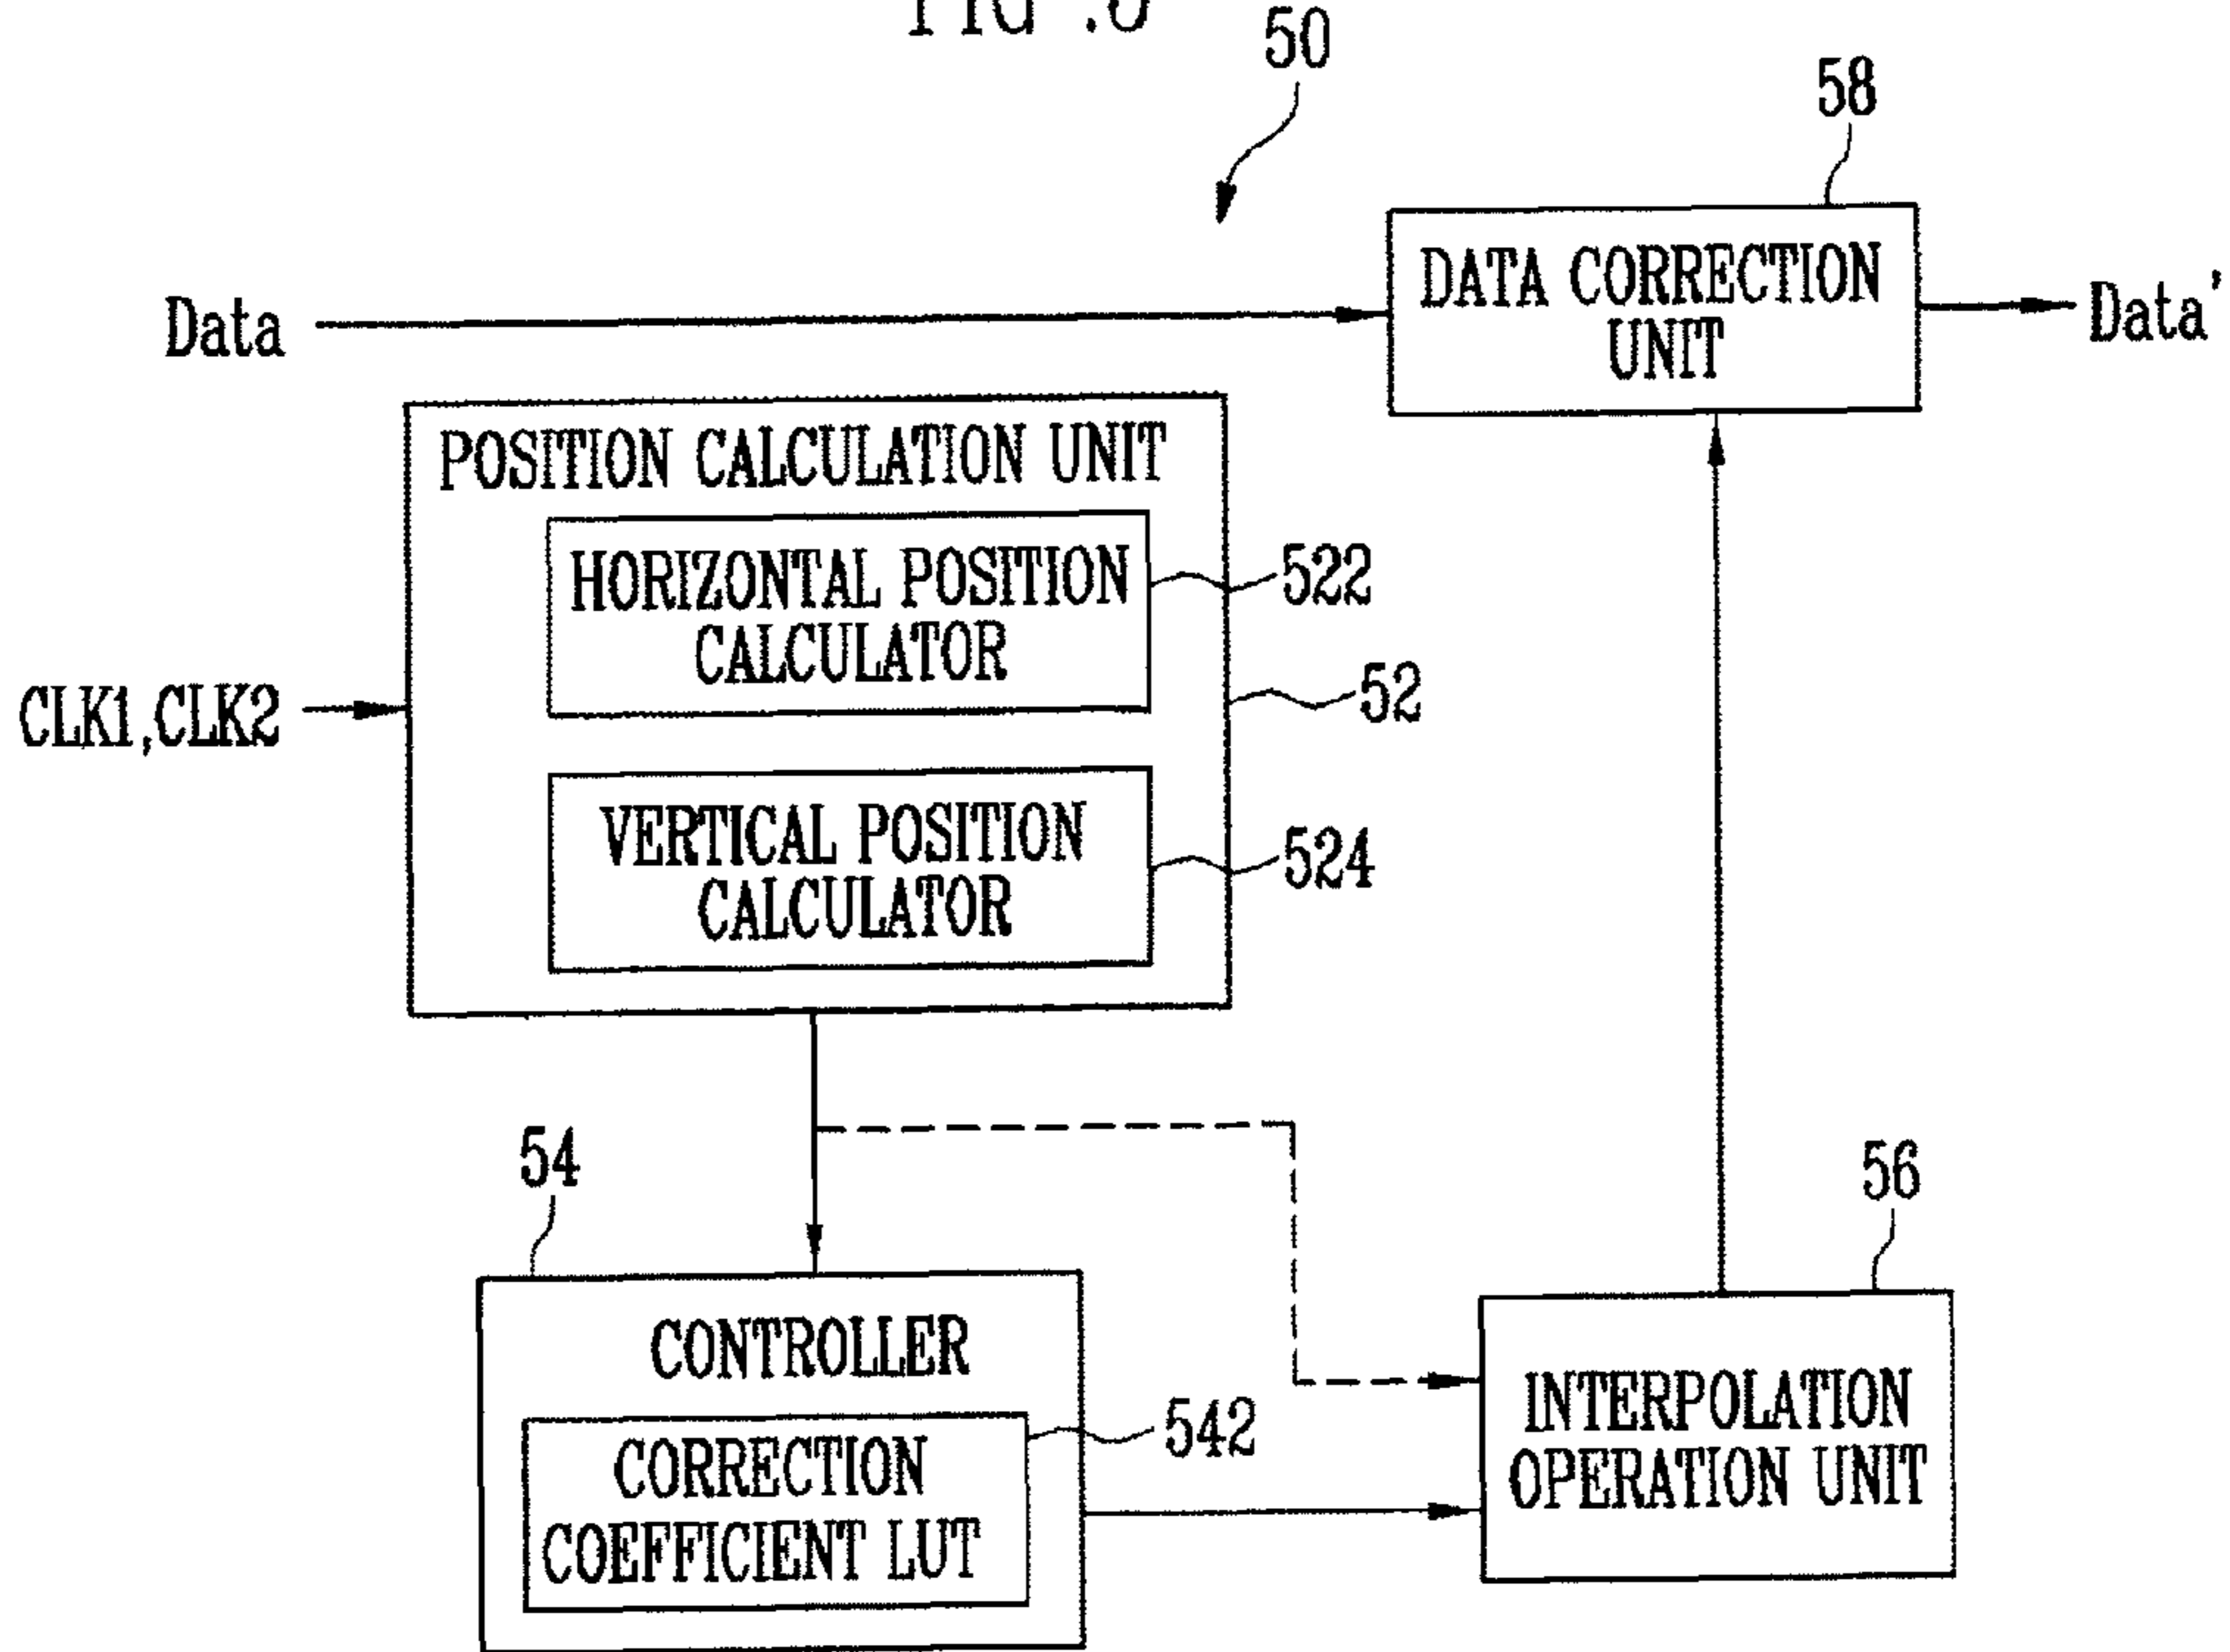 50
58
DATA CORRECTION
UNIT
Data
Data'
POSITION CALCULATION UNIT
HORIZONTAL POSITION
CALCULATOR
522
CLK1,CLK2
52
VERTICAL POSITION
CALCULATOR
524
54
56
CONTROLLER
INTERPOLATION
OPERATION UNIT
542
CORRECTION
COEFFICIENT LUT